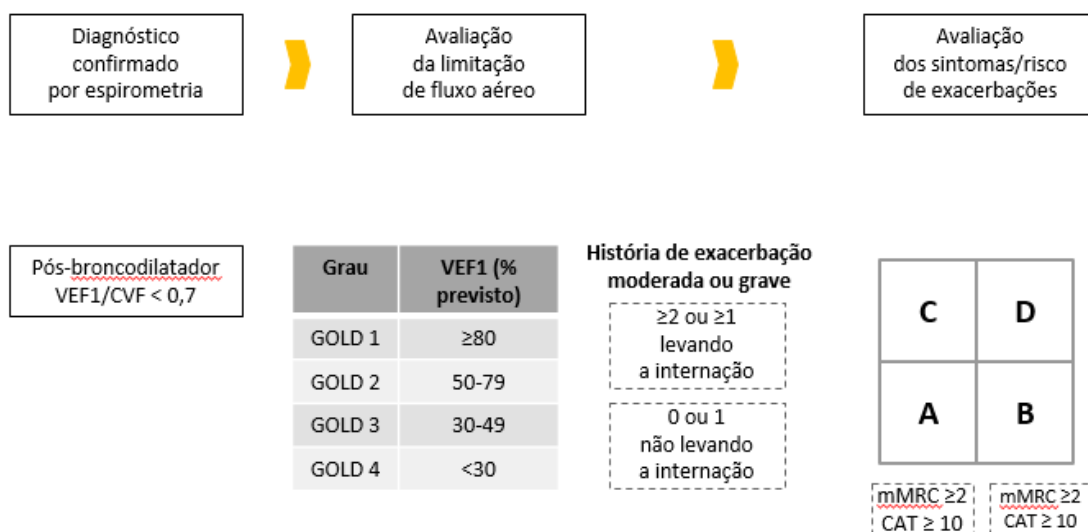 Diagnóstico
confirmado
por espirometria
Avaliação
da limitação
de fluxo aéreo
Avaliação
dos sintomas/risco
de exacerbações
Pós-broncodilatador
VEF1/CVF < 0,7
Grau
VEF1 (%
previsto)
GOLD 1
≥80
GOLD 2
50-79
GOLD 3
30-49
GOLD 4
<30
História de exacerbação
moderada ou grave
≥2 ou ≥1
levando
a internação
0 ou 1
não levando
a internação
C
D
A
B
mMRC ≥2
CAT ≥ 10
mMRC ≥2
CAT ≥ 10